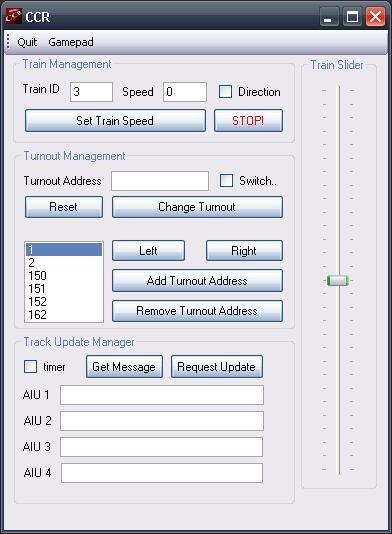 CCR
Quit Gamepad
Train Management
Train ID 3 Speed 0 Direction
Set Train Speed STOP!
Turnout Management
Turnout Address Switch..
Reset Change Turnout
1
2
150
151
152
162
Left Right
Add Turnout Address
Remove Turnout Address
Track Update Manager
timer Get Message Request Update
AIU 1
AIU 2
AIU 3
AIU 4
Train Slider